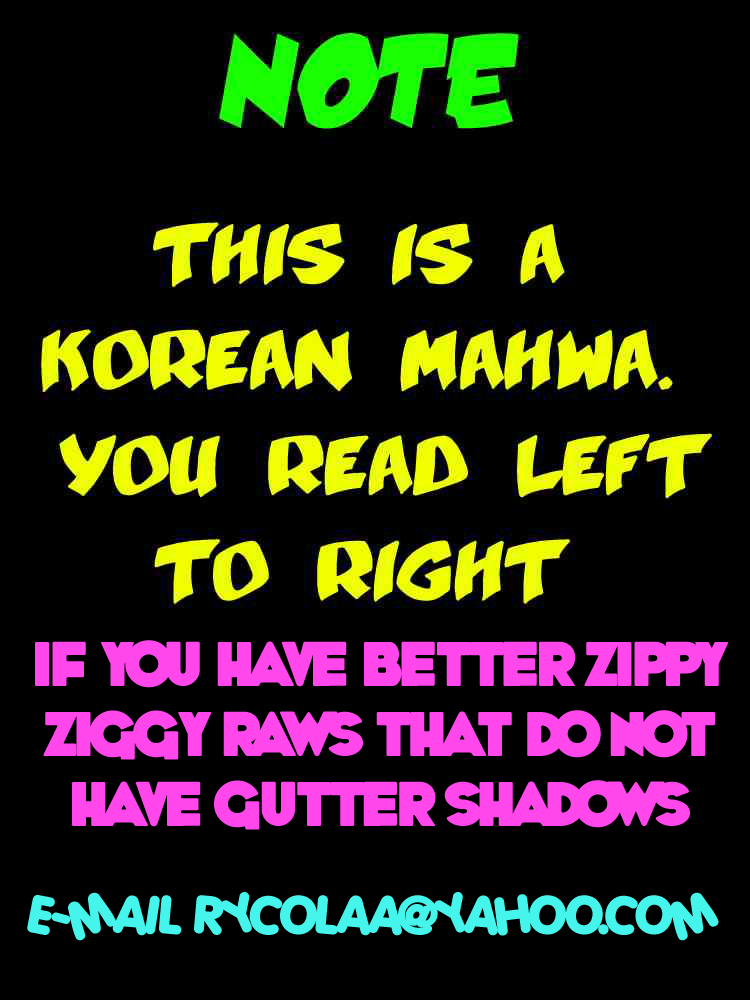 NOTE
THIS IS A
KOREAN MAHWA.
YOU READ LEFT
TO RIGHT
IF YOU HAVE BETTER ZIPPY
ZIGGY RAWS THAT DO NOT
HAVE GUTTER SHADOWS
E-MAIL RYCOLAA@YAHOO.COM